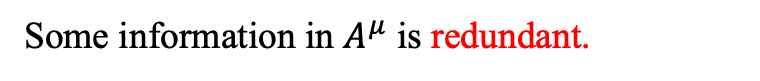 Some information in A^μ is redundant.